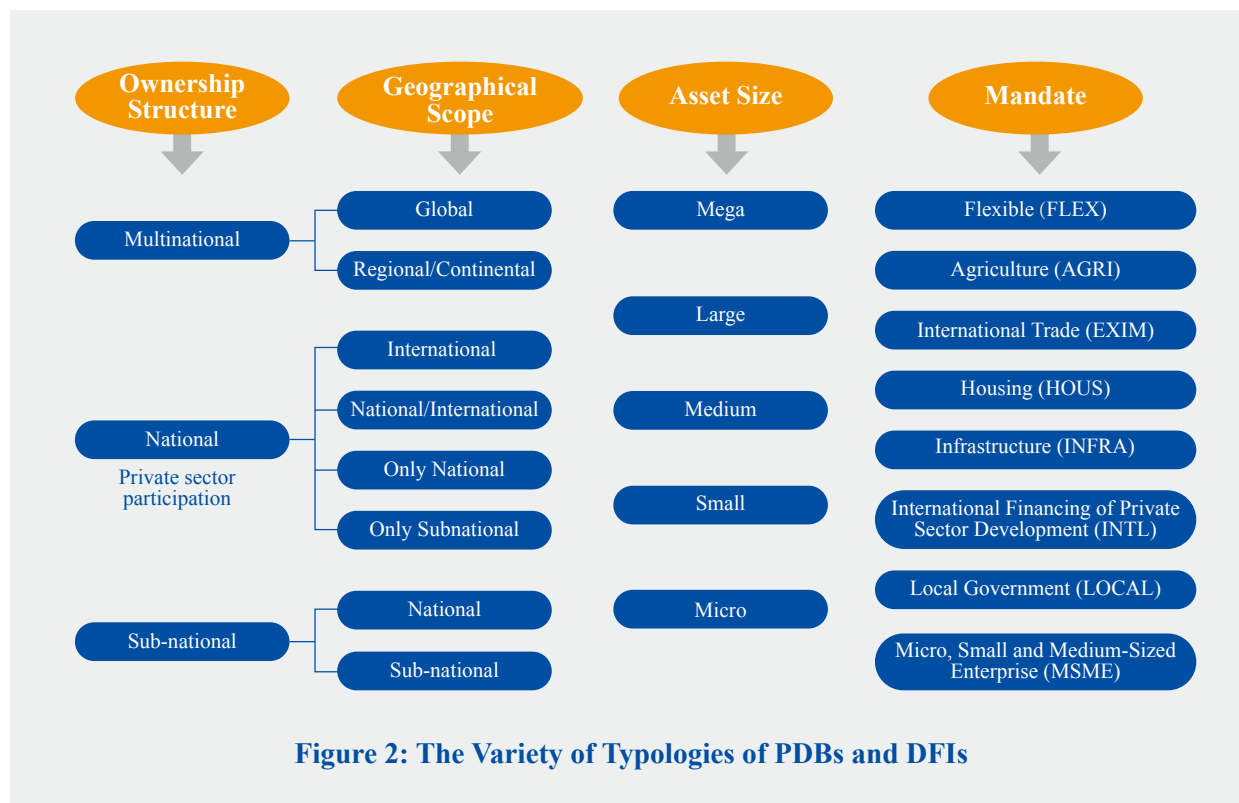 Ownership
Structure
Geographical
Scope
Asset Size
Mandate
Multinational
Global
Regional/Continental
National
Private sector
participation
International
National/International
Only National
Only Subnational
Sub-national
National
Sub-national
Mega
Large
Medium
Small
Micro
Flexible (FLEX)
Agriculture (AGRI)
International Trade (EXIM)
Housing (HOUS)
Infrastructure (INFRA)
International Financing of Private
Sector Development (INTL)
Local Government (LOCAL)
Micro, Small and Medium-Sized
Enterprise (MSME)
Figure 2: The Variety of Typologies of PDBs and DFIs